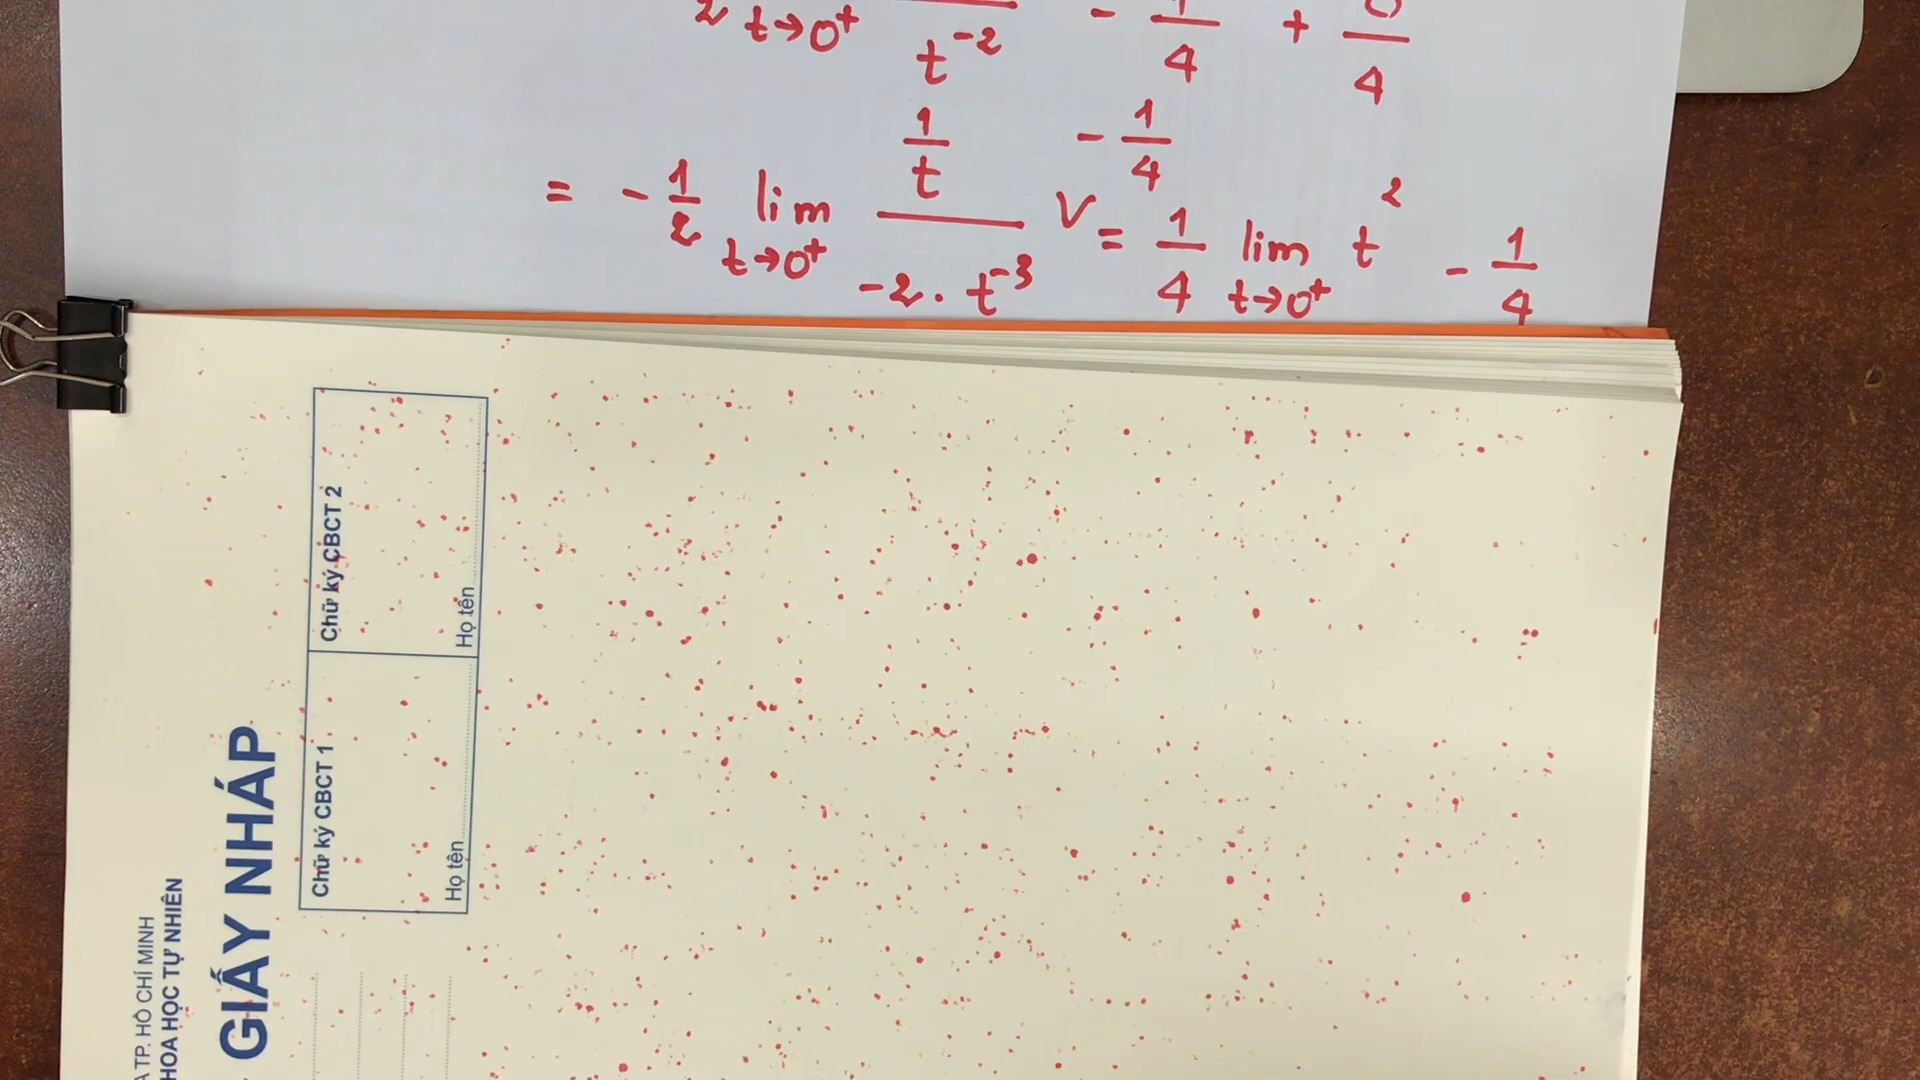 2 t→0⁺ t⁻² - 1/4 + 0/4
= - 1/2 lim t→0⁺ (1/t)/(-2 . t⁻³) - 1/4 = 1/4 lim t→0⁺ t² - 1/4
TP. HỒ CHÍ MINH
KHOA HỌC TỰ NHIÊN
GIẤY NHÁP
Chữ ký CBCT 1
Họ tên
Chữ ký CBCT 2
Họ tên